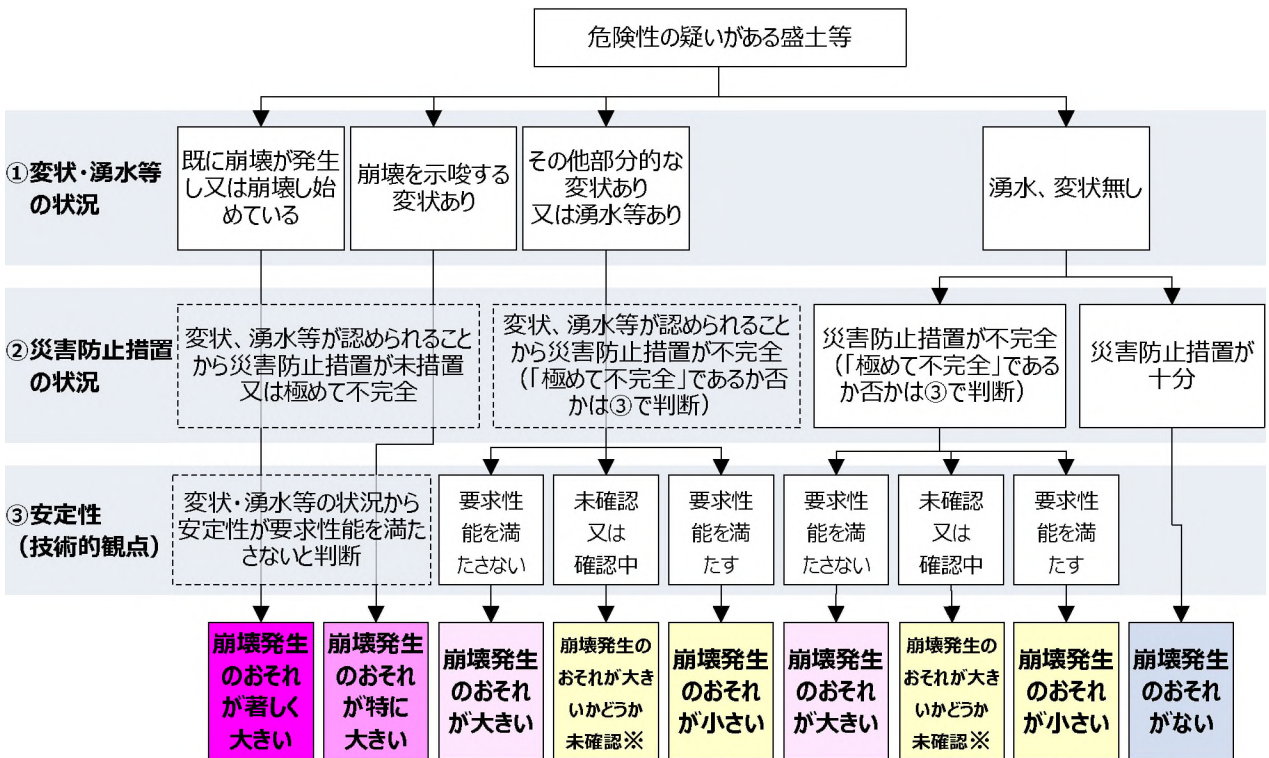 危険性の疑いがある盛土等
①変状・湧水等
の状況
既に崩壊が発生
し又は崩壊し始
めている
崩壊を示唆する
変状あり
その他部分的な
変状あり
又は湧水等あり
湧水、変状無し
②災害防止措置
の状況
変状、湧水等が認められること
から災害防止措置が未措置
又は極めて不完全
変状、湧水等が認められること
から災害防止措置が不完全
(「極めて不完全」であるか否
かは③で判断)
災害防止措置が不完全
(「極めて不完全」である
か否かは③で判断)
災害防止措置が
十分
③安定性
(技術的観点)
変状・湧水等の状況から
安定性が要求性能を満た
さないと判断
要求性
能を満
たさない
未確認
又は
確認中
要求性
能を満
たす
要求性
能を満
たさない
未確認
又は
確認中
要求性
能を満
たす
崩壊発生
のおそれ
が著しく
大きい
崩壊発生
のおそれ
が特に
大きい
崩壊発生
のおそれ
が大きい
崩壊発生の
おそれが大き
いかどうか
未確認※
崩壊発生
のおそれ
が小さい
崩壊発生
のおそれ
が大きい
崩壊発生の
おそれが大き
いかどうか
未確認※
崩壊発生
のおそれ
が小さい
崩壊発生
のおそれ
がない